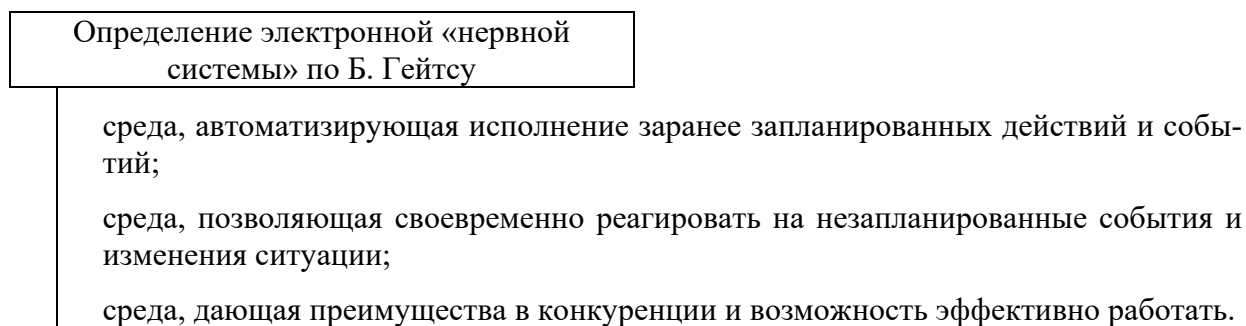 Определение электронной «нервной
системы» по Б. Гейтсу
среда, автоматизирующая исполнение заранее запланированных действий и собы-
тий;
среда, позволяющая своевременно реагировать на незапланированные события и
изменения ситуации;
среда, дающая преимущества в конкуренции и возможность эффективно работать.